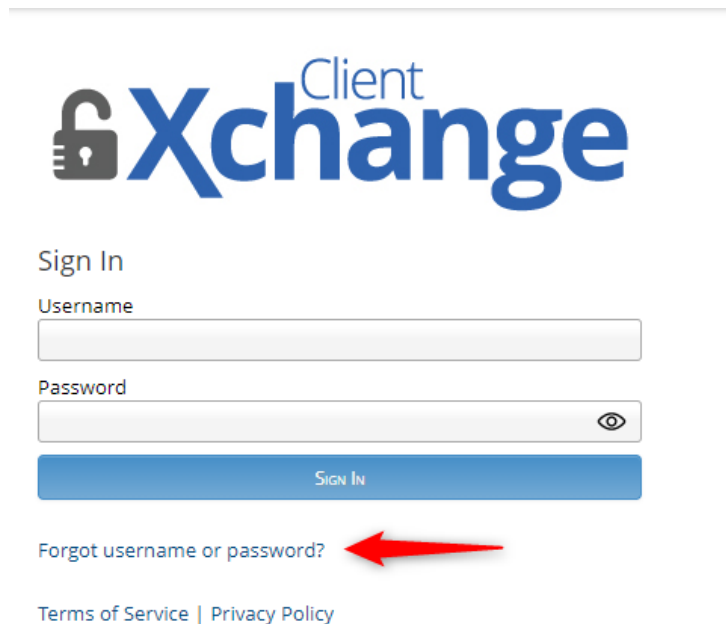 Client
Xchange
Sign In
Username
Password
Sign In
Forgot username or password?
Terms of Service | Privacy Policy